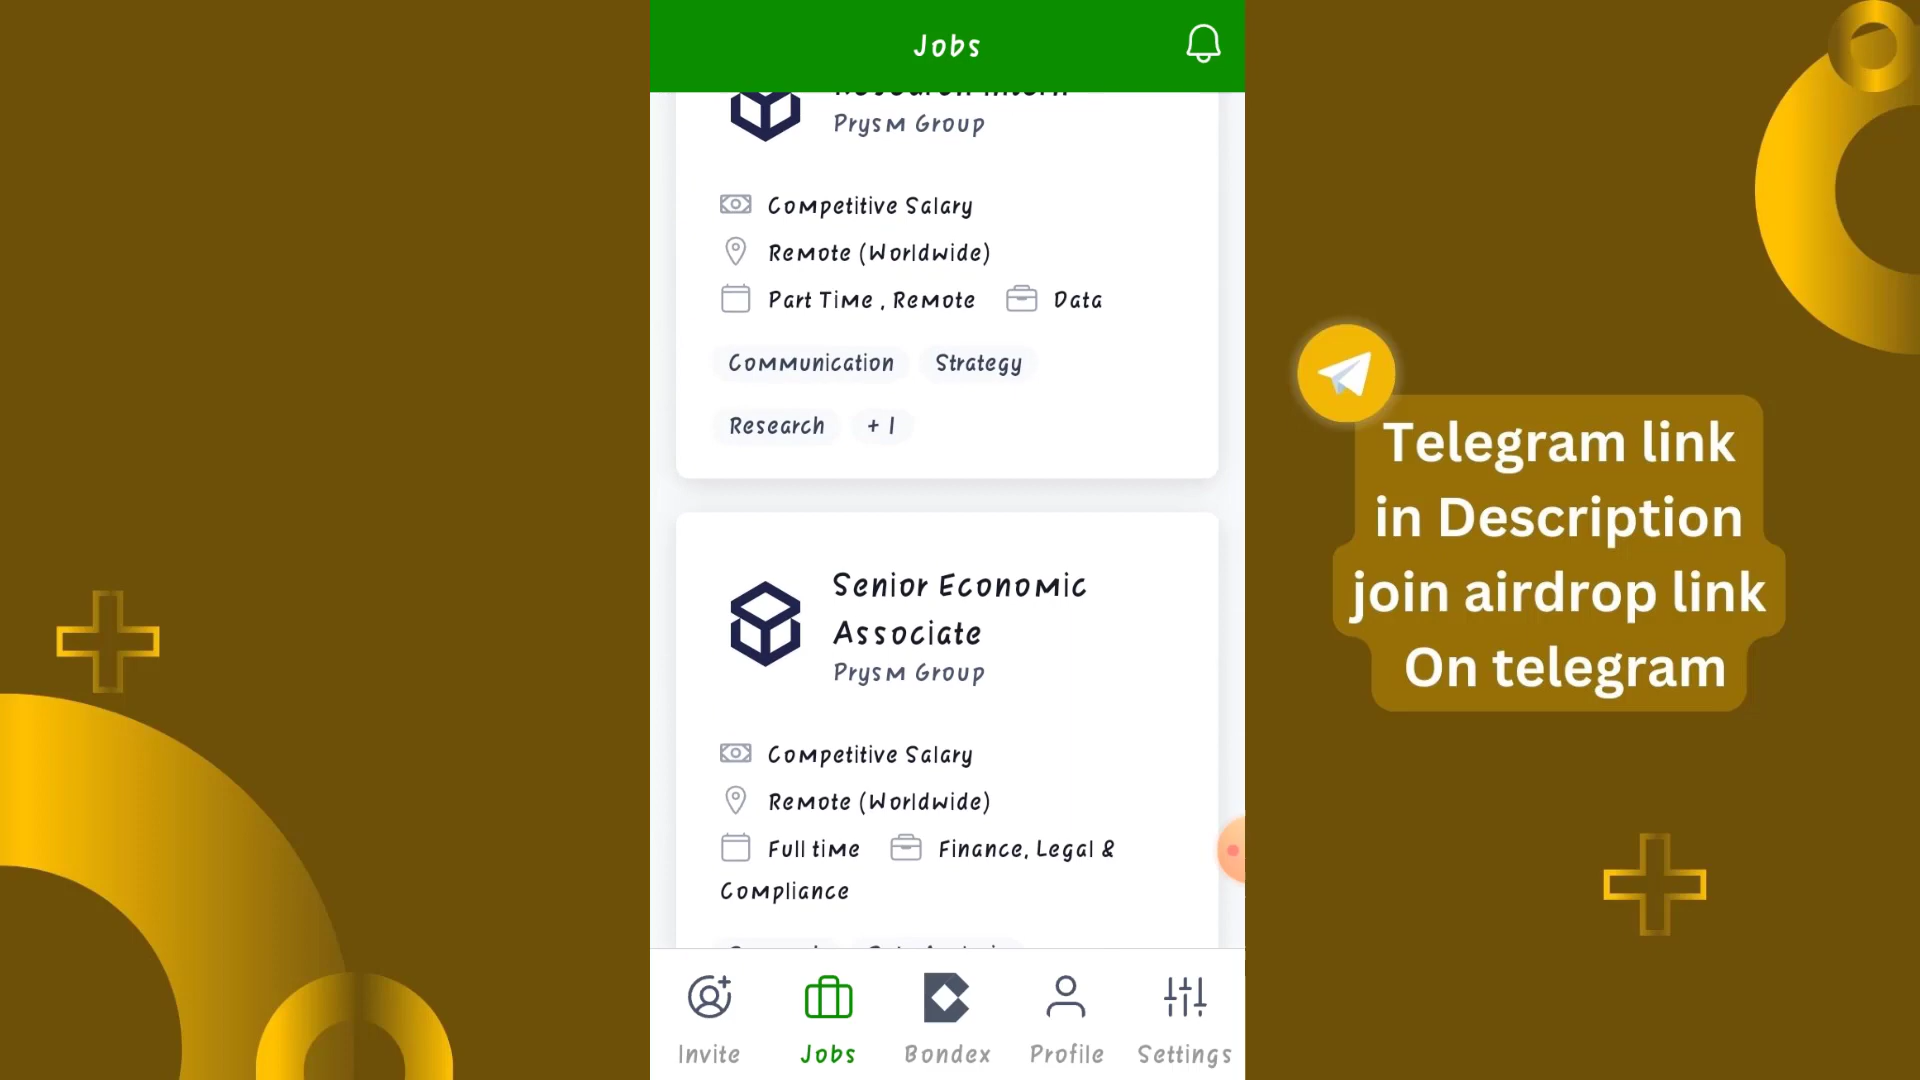 Jobs
Research Intern
Prysm Group
Competitive Salary
Remote (Worldwide)
Part Time , Remote Data
Communication Strategy
Research + 1
Senior Economic
Associate
Prysm Group
Competitive Salary
Remote (Worldwide)
Full time Finance, Legal &
Compliance
Invite Jobs Bondex Profile Settings
Telegram link
in Description
join airdrop link
On telegram